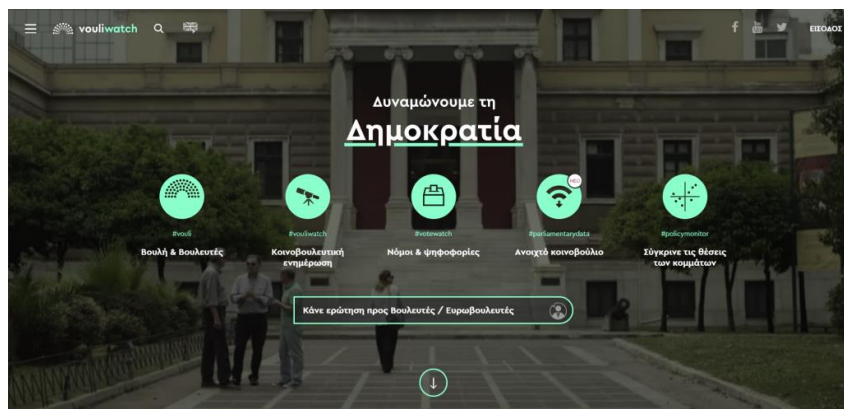 vouliwatch
ΕΙΣΟΔΟΣ
Δυναμώνουμε τη
Δημοκρατία
ΝΕΟ
#vouli
#vouliwatch
#votewatch
#parliamentarydata
#policymonitor
Βουλή & Βουλευτές
Κοινοβουλευτική
ενημέρωση
Νόμοι & ψηφοφορίες
Ανοιχτό κοινοβούλιο
Σύγκρινε τις θέσεις
των κομμάτων
Κάνε ερώτηση προς Βουλευτές / Ευρωβουλευτές